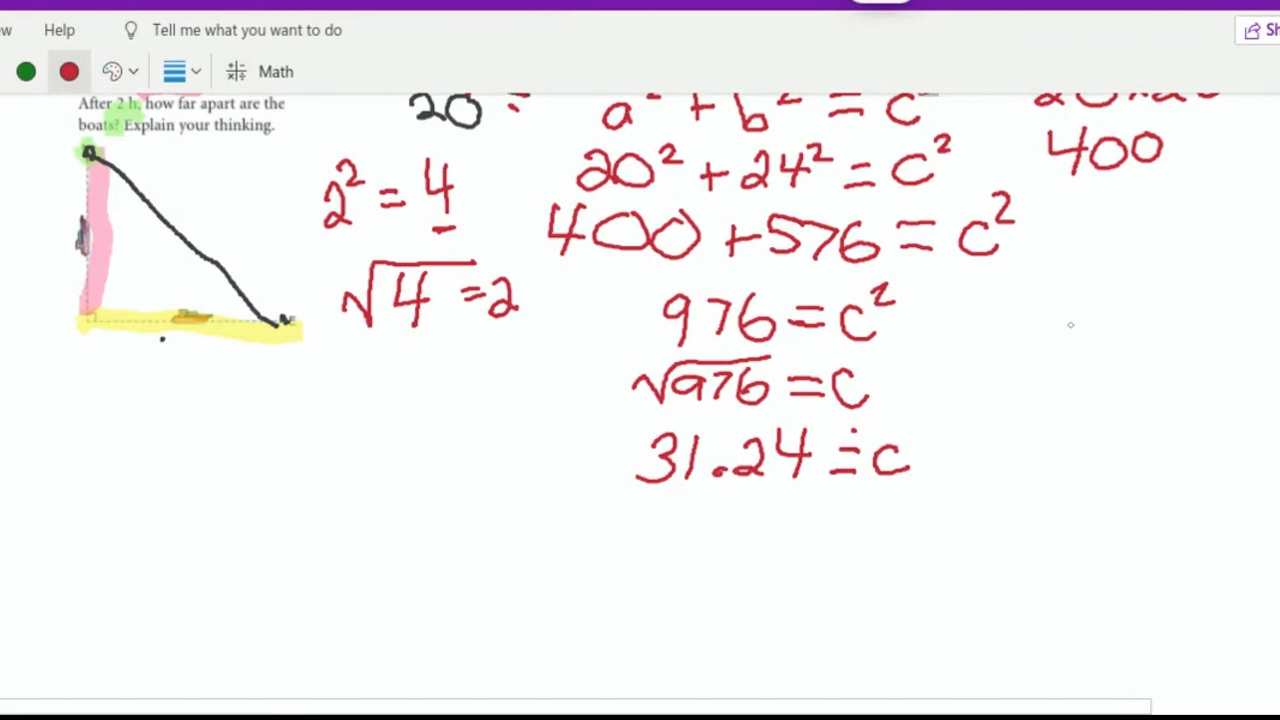 Help
Tell me what you want to do
Math
After 2 h, how far apart are the
boats? Explain your thinking.
20
a² + b² = c²
400
20² + 24² = c²
2² = 4
400 + 576 = c²
√4 = 2
976 = c²
√976 = c
31.24 ≐ c